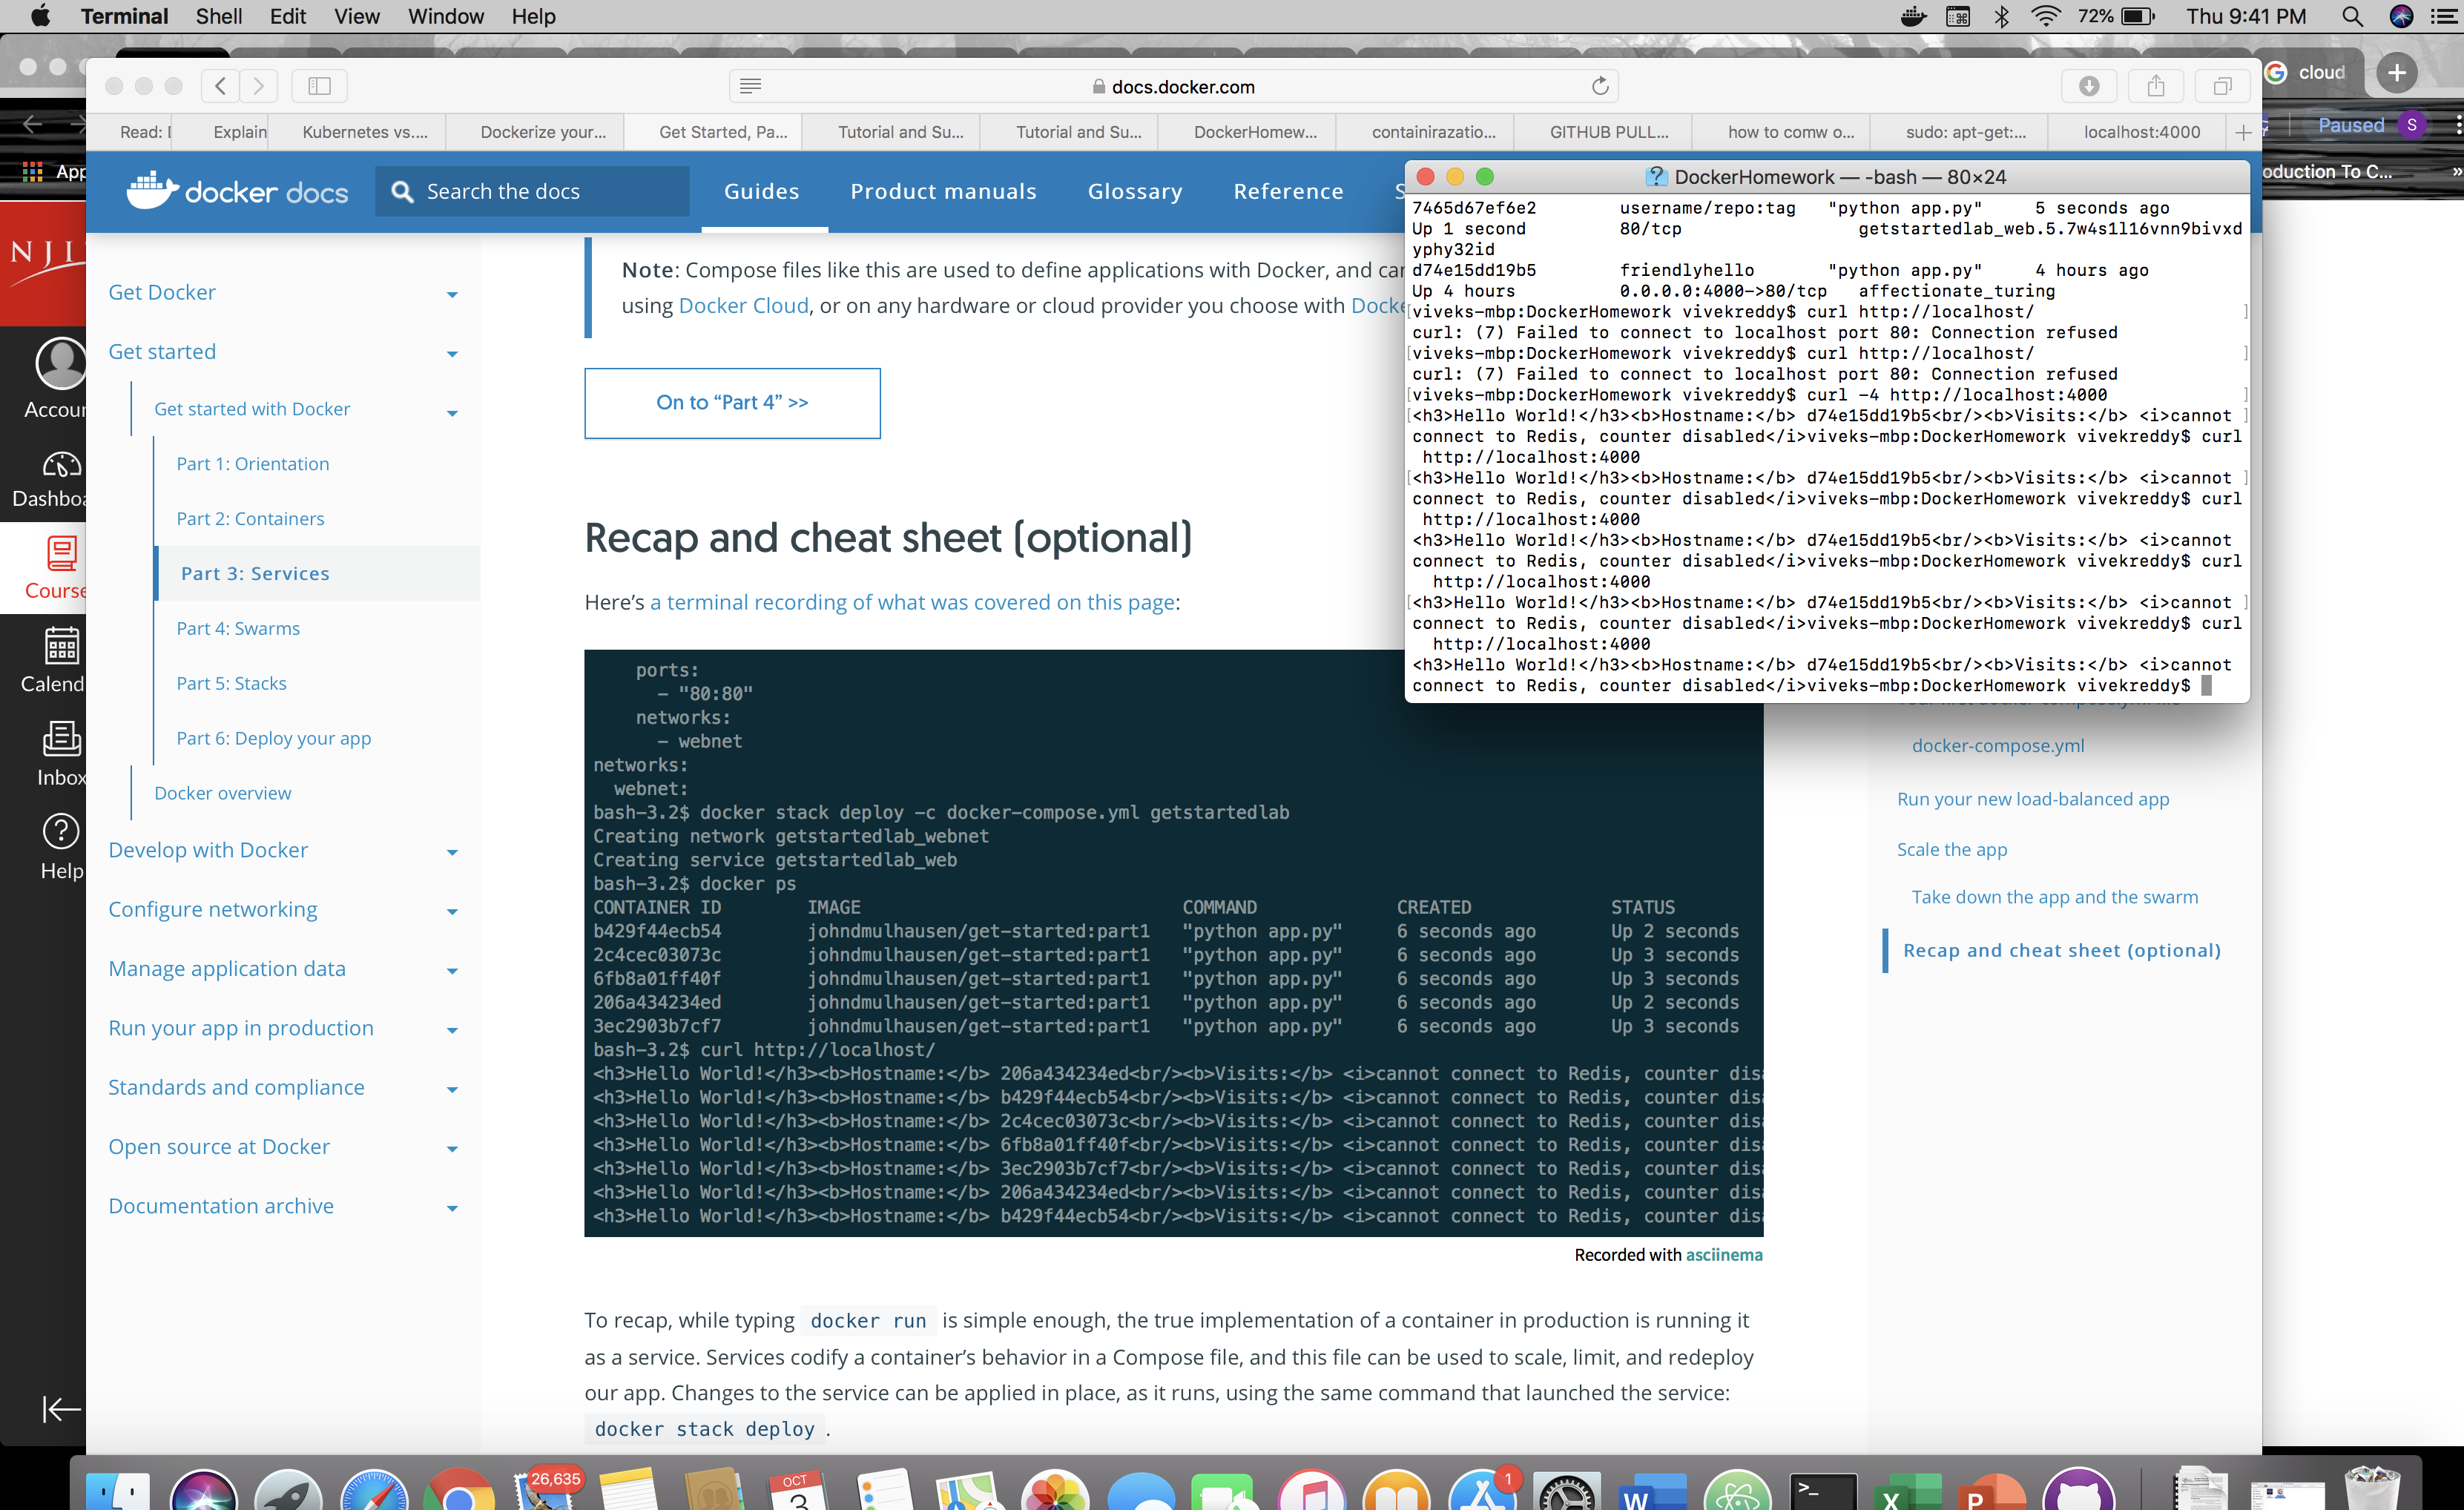 Terminal Shell Edit View Window Help
72% Thu 9:41 PM
cloud
docs.docker.com
Read: Explain Kubernetes vs.... Dockerize your... Get Started, Pa... Tutorial and Su... Tutorial and Su... DockerHomew... containirazatio... GITHUB PULL... how to comw o... sudo: apt-get:... localhost:4000
Paused S
App
oduction To C... »
docker docs Search the docs Guides Product manuals Glossary Reference
NJI
Accou
Dashbo
Course
Calend
Inbox
Help
Get Docker
Get started
Get started with Docker
Part 1: Orientation
Part 2: Containers
Part 3: Services
Part 4: Swarms
Part 5: Stacks
Part 6: Deploy your app
Docker overview
Develop with Docker
Configure networking
Manage application data
Run your app in production
Standards and compliance
Open source at Docker
Documentation archive
Note: Compose files like this are used to define applications with Docker, and can
using Docker Cloud, or on any hardware or cloud provider you choose with Docke
On to “Part 4” >>
Recap and cheat sheet (optional)
Here’s a terminal recording of what was covered on this page:
ports:
- "80:80"
networks:
- webnet
networks:
webnet:
bash-3.2$ docker stack deploy -c docker-compose.yml getstartedlab
Creating network getstartedlab_webnet
Creating service getstartedlab_web
bash-3.2$ docker ps
CONTAINER ID IMAGE COMMAND CREATED STATUS
b429f44ecb54 johndmulhausen/get-started:part1 "python app.py" 6 seconds ago Up 2 seconds
2c4cec03073c johndmulhausen/get-started:part1 "python app.py" 6 seconds ago Up 3 seconds
6fb8a01ff40f johndmulhausen/get-started:part1 "python app.py" 6 seconds ago Up 3 seconds
206a434234ed johndmulhausen/get-started:part1 "python app.py" 6 seconds ago Up 2 seconds
3ec2903b7cf7 johndmulhausen/get-started:part1 "python app.py" 6 seconds ago Up 3 seconds
bash-3.2$ curl http://localhost/
<h3>Hello World!</h3><b>Hostname:</b> 206a434234ed<br/><b>Visits:</b> <i>cannot connect to Redis, counter disa
<h3>Hello World!</h3><b>Hostname:</b> b429f44ecb54<br/><b>Visits:</b> <i>cannot connect to Redis, counter disa
<h3>Hello World!</h3><b>Hostname:</b> 2c4cec03073c<br/><b>Visits:</b> <i>cannot connect to Redis, counter disa
<h3>Hello World!</h3><b>Hostname:</b> 6fb8a01ff40f<br/><b>Visits:</b> <i>cannot connect to Redis, counter disa
<h3>Hello World!</h3><b>Hostname:</b> 3ec2903b7cf7<br/><b>Visits:</b> <i>cannot connect to Redis, counter disa
<h3>Hello World!</h3><b>Hostname:</b> 206a434234ed<br/><b>Visits:</b> <i>cannot connect to Redis, counter disa
<h3>Hello World!</h3><b>Hostname:</b> b429f44ecb54<br/><b>Visits:</b> <i>cannot connect to Redis, counter disa
Recorded with asciinema
To recap, while typing docker run is simple enough, the true implementation of a container in production is running it
as a service. Services codify a container’s behavior in a Compose file, and this file can be used to scale, limit, and redeploy
our app. Changes to the service can be applied in place, as it runs, using the same command that launched the service:
docker stack deploy .
DockerHomework — -bash — 80×24
7465d67ef6e2 username/repo:tag "python app.py" 5 seconds ago
Up 1 second 80/tcp getstartedlab_web.5.7w4s1l16vnn9bivxd
yphy32id
d74e15dd19b5 friendlyhello "python app.py" 4 hours ago
Up 4 hours 0.0.0.0:4000->80/tcp affectionate_turing
[viveks-mbp:DockerHomework vivekreddy$ curl http://localhost/ ]
curl: (7) Failed to connect to localhost port 80: Connection refused
[viveks-mbp:DockerHomework vivekreddy$ curl http://localhost/ ]
curl: (7) Failed to connect to localhost port 80: Connection refused
[viveks-mbp:DockerHomework vivekreddy$ curl -4 http://localhost:4000 ]
[<h3>Hello World!</h3><b>Hostname:</b> d74e15dd19b5<br/><b>Visits:</b> <i>cannot ]
connect to Redis, counter disabled</i>viveks-mbp:DockerHomework vivekreddy$ curl
http://localhost:4000
[<h3>Hello World!</h3><b>Hostname:</b> d74e15dd19b5<br/><b>Visits:</b> <i>cannot ]
connect to Redis, counter disabled</i>viveks-mbp:DockerHomework vivekreddy$ curl
http://localhost:4000
<h3>Hello World!</h3><b>Hostname:</b> d74e15dd19b5<br/><b>Visits:</b> <i>cannot
connect to Redis, counter disabled</i>viveks-mbp:DockerHomework vivekreddy$ curl
http://localhost:4000
[<h3>Hello World!</h3><b>Hostname:</b> d74e15dd19b5<br/><b>Visits:</b> <i>cannot ]
connect to Redis, counter disabled</i>viveks-mbp:DockerHomework vivekreddy$ curl
http://localhost:4000
<h3>Hello World!</h3><b>Hostname:</b> d74e15dd19b5<br/><b>Visits:</b> <i>cannot
connect to Redis, counter disabled</i>viveks-mbp:DockerHomework vivekreddy$
docker-compose.yml
Run your new load-balanced app
Scale the app
Take down the app and the swarm
Recap and cheat sheet (optional)
26,635
OCT
3
1